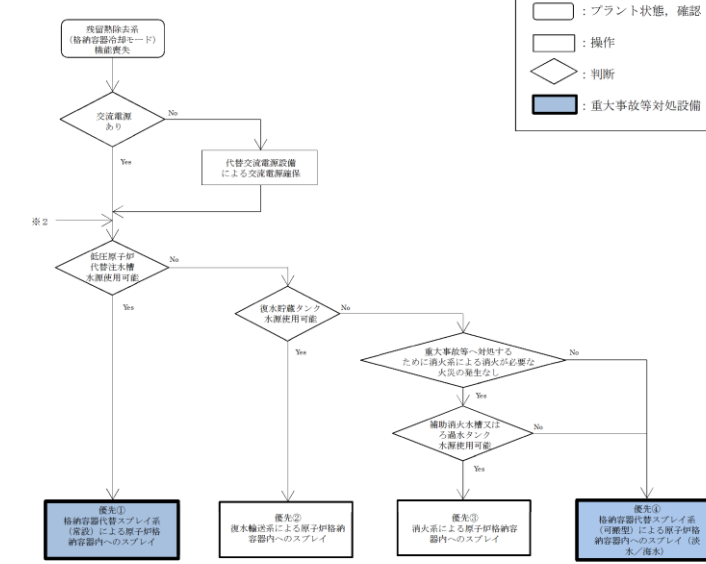 ：プラント状態，確認
：操作
：判断
：重大事故等対処設備
残留熱除去系
（格納容器冷却モード）
機能喪失
交流電源
あり
No
Yes
代替交流電源設備
による交流電源確保
※２
低圧原子炉
代替注水槽
水源使用可能
No
Yes
復水貯蔵タンク
水源使用可能
No
Yes
重大事故等へ対処する
ために消火系による消火が必要な
火災の発生なし
No
Yes
補助消火水槽又は
ろ過水タンク
水源使用可能
No
Yes
優先①
格納容器代替スプレイ系
（常設）による原子炉格
納容器内へのスプレイ
優先②
復水輸送系による原子炉格納
容器内へのスプレイ
優先③
消火系による原子炉格納容
器内へのスプレイ
優先④
格納容器代替スプレイ系
（可搬型）による原子炉格
納容器内へのスプレイ（淡
水／海水）